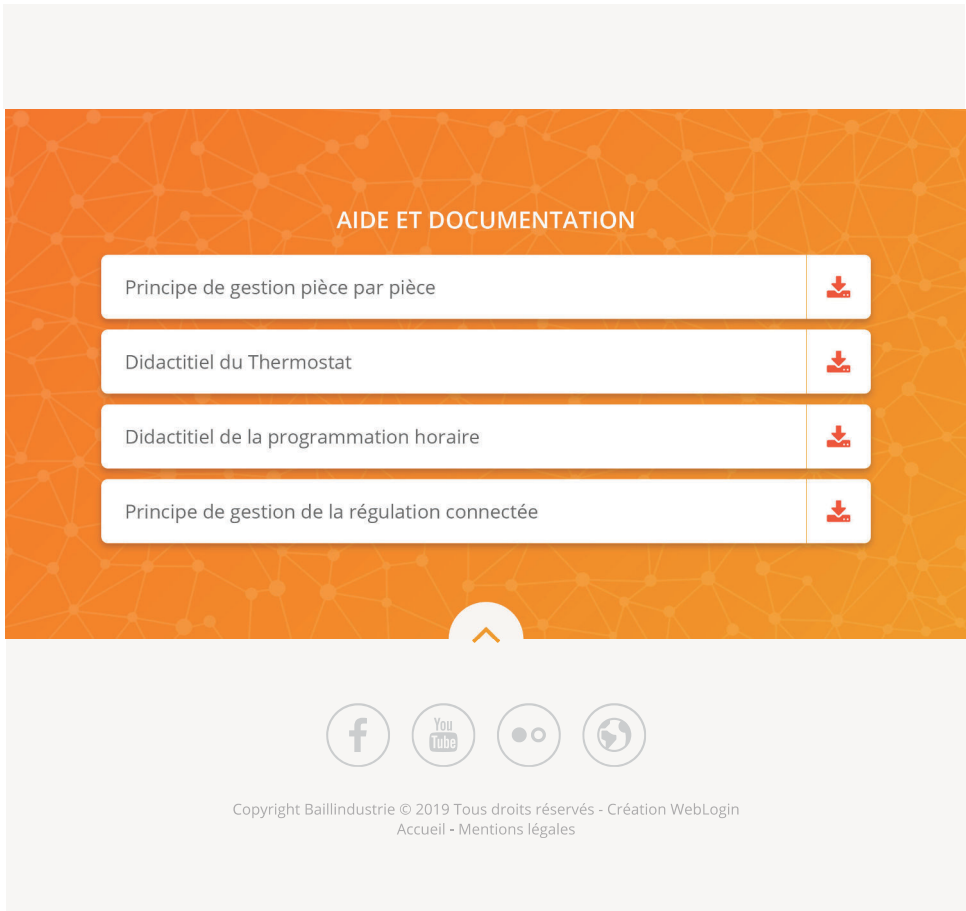 AIDE ET DOCUMENTATION
Principe de gestion pièce par pièce
Didactitiel du Thermostat
Didactitiel de la programmation horaire
Principe de gestion de la régulation connectée
f
You
Tube
Copyright Baillindustrie © 2019 Tous droits réservés - Création WebLogin
Accueil - Mentions légales